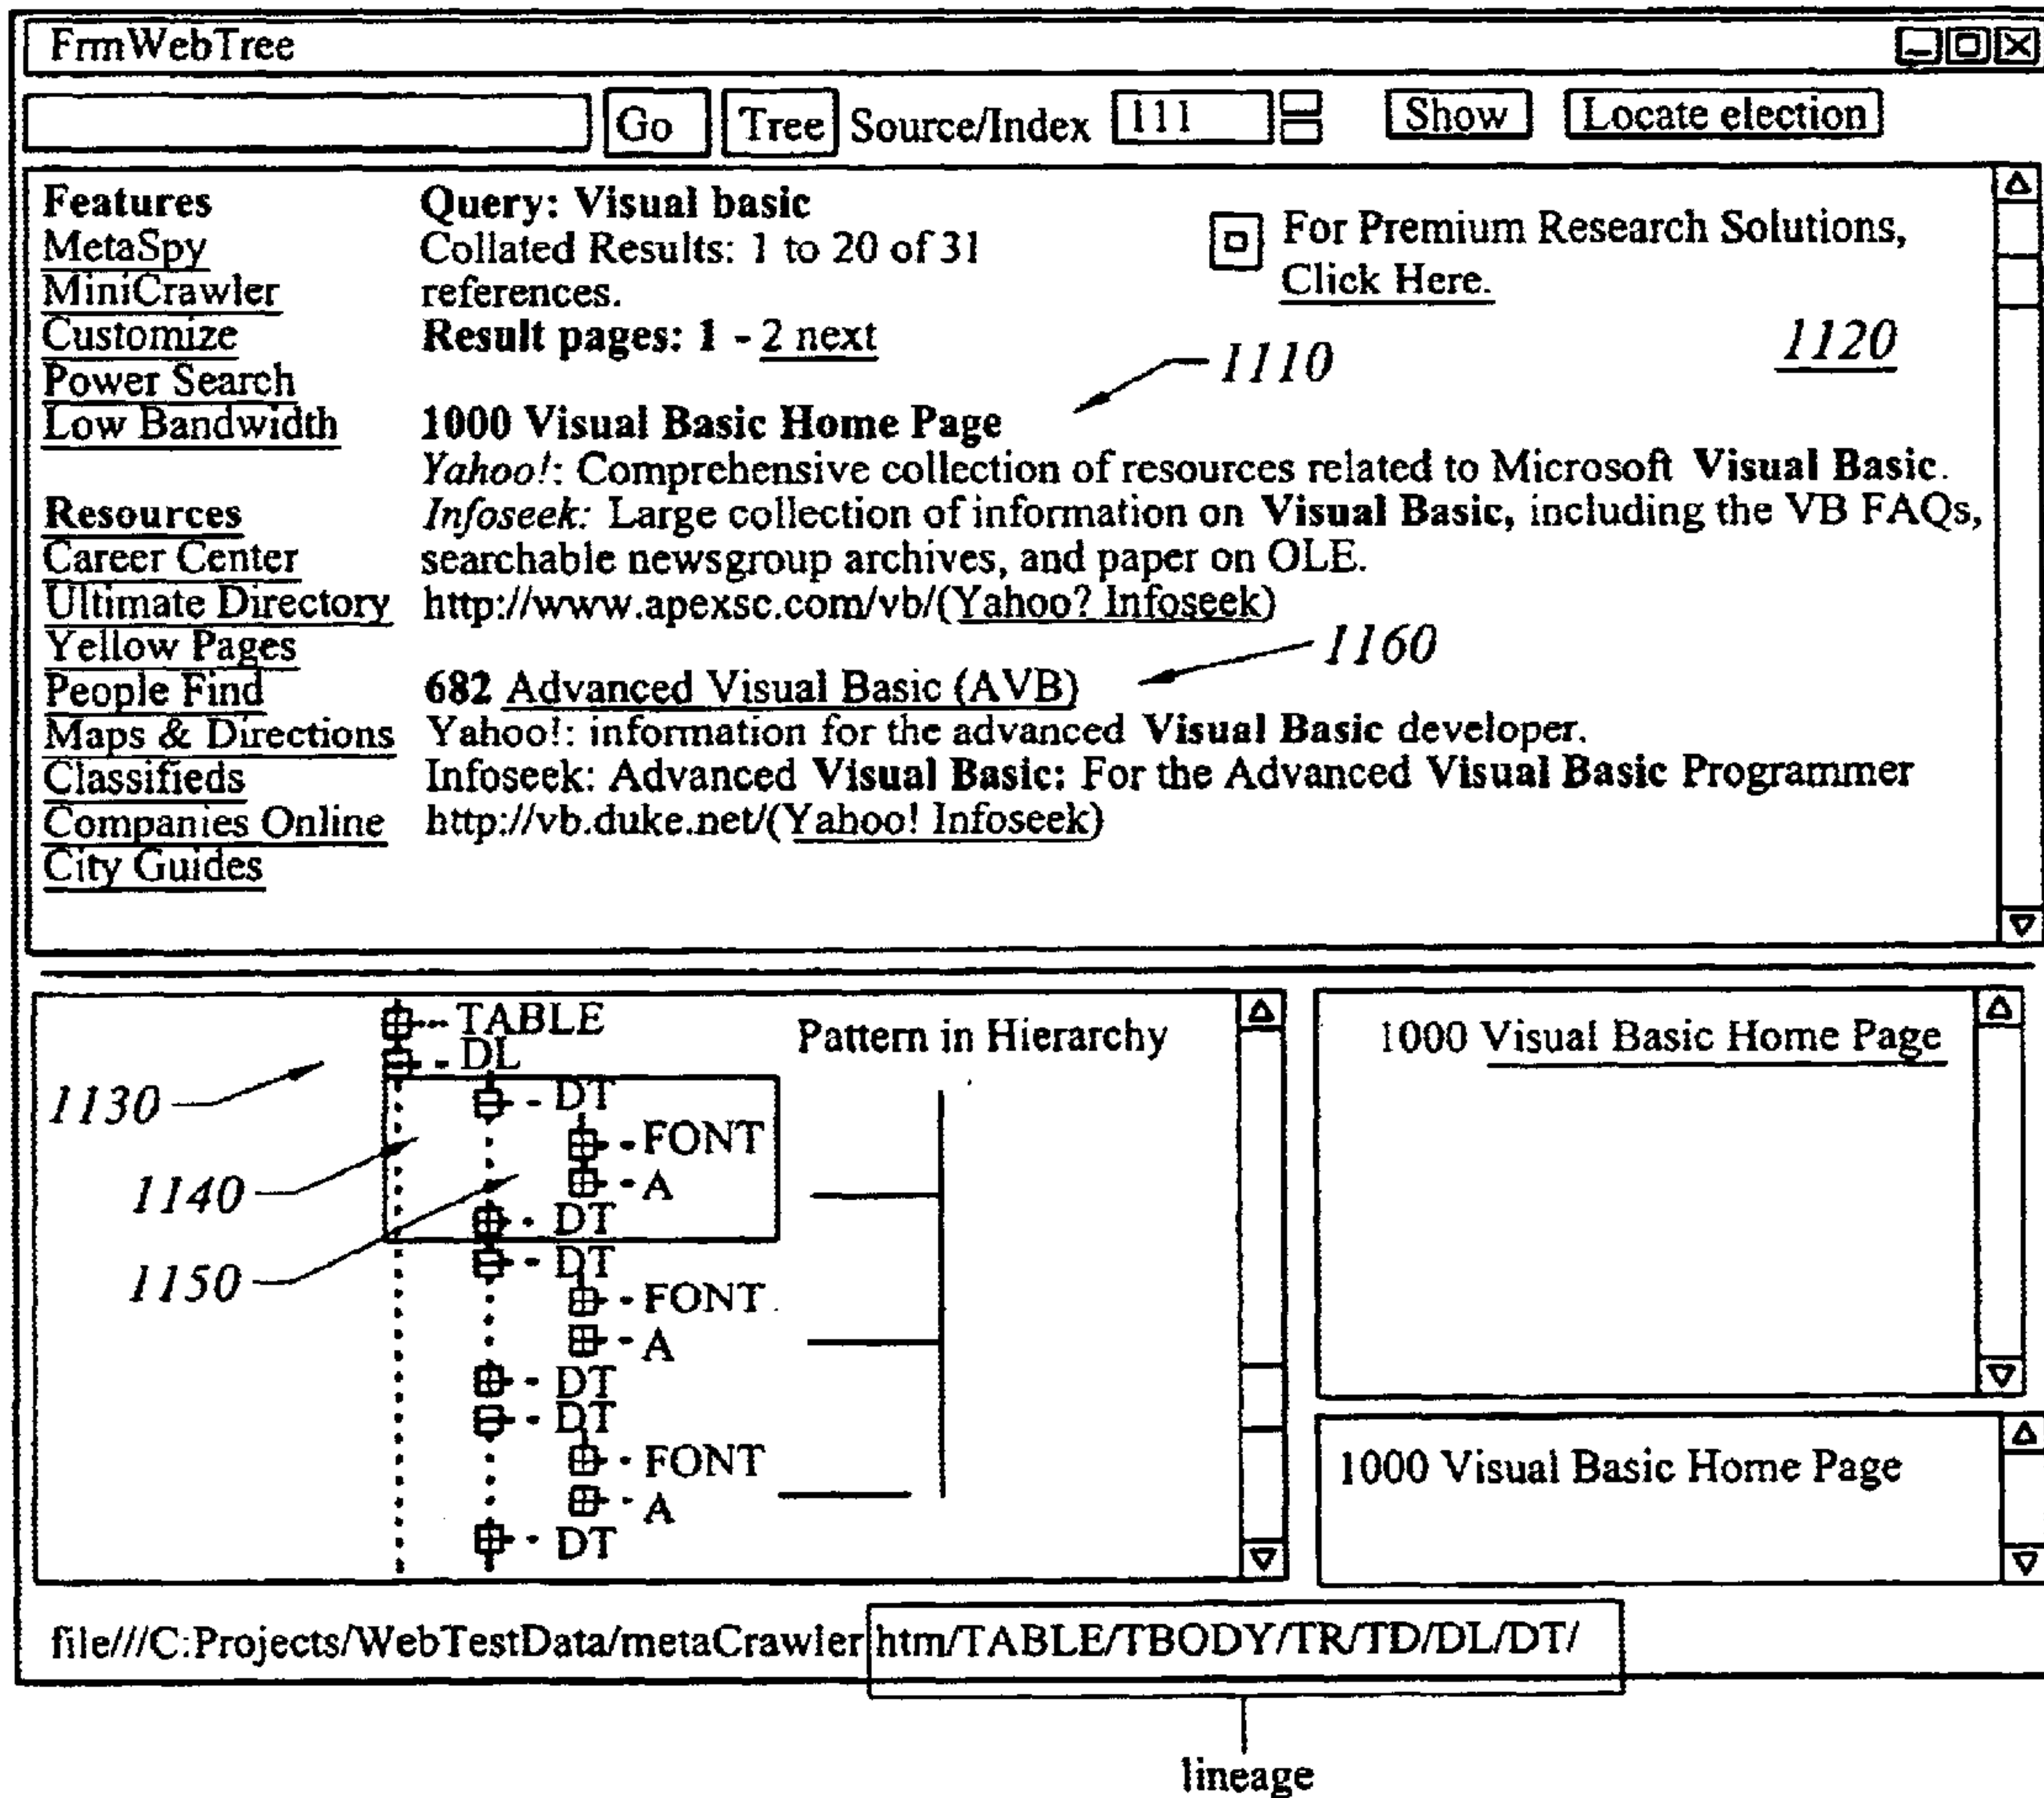 FrmWebTree
Go Tree Source/Index 111 Show Locate election
Features
MetaSpy
MiniCrawler
Customize
Power Search
Low Bandwidth
Resources
Career Center
Ultimate Directory
Yellow Pages
People Find
Maps & Directions
Classifieds
Companies Online
City Guides
Query: Visual basic
Collated Results: 1 to 20 of 31
references.
Result pages: 1 - 2 next
For Premium Research Solutions,
Click Here.
1120
1110
1000 Visual Basic Home Page
Yahoo!: Comprehensive collection of resources related to Microsoft Visual Basic.
Infoseek: Large collection of information on Visual Basic, including the VB FAQs,
searchable newsgroup archives, and paper on OLE.
http://www.apexsc.com/vb/(Yahoo? Infoseek)
1160
682 Advanced Visual Basic (AVB)
Yahoo!: information for the advanced Visual Basic developer.
Infoseek: Advanced Visual Basic: For the Advanced Visual Basic Programmer
http://vb.duke.net/(Yahoo! Infoseek)
TABLE
DL
DT
FONT
A
DT
DT
FONT
A
DT
DT
FONT
A
DT
Pattern in Hierarchy
1130
1140
1150
1000 Visual Basic Home Page
1000 Visual Basic Home Page
file///C:Projects/WebTestData/metaCrawler htm/TABLE/TBODY/TR/TD/DL/DT/
lineage